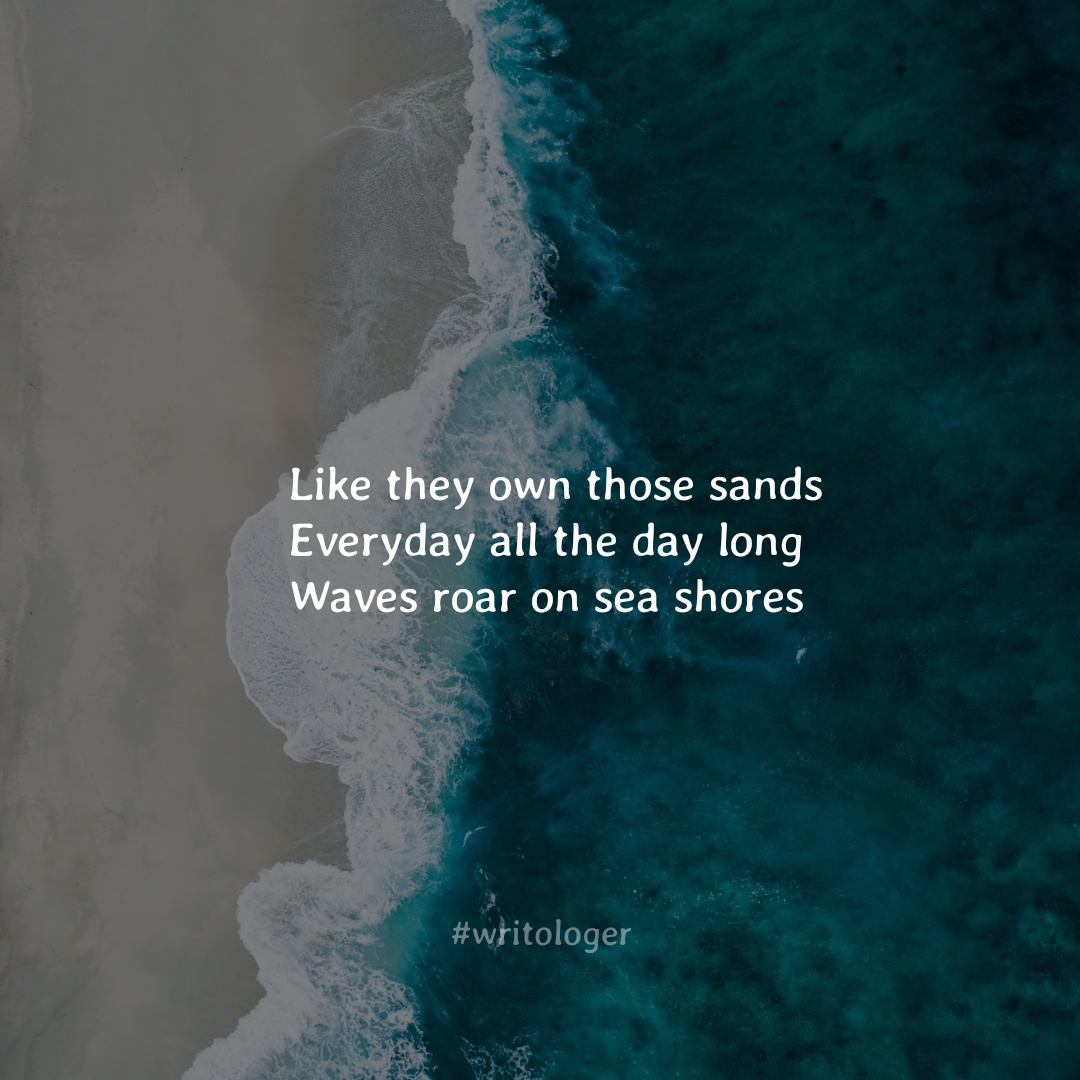 Like they own those sands
Everyday all the day long
Waves roar on sea shores
#writologer